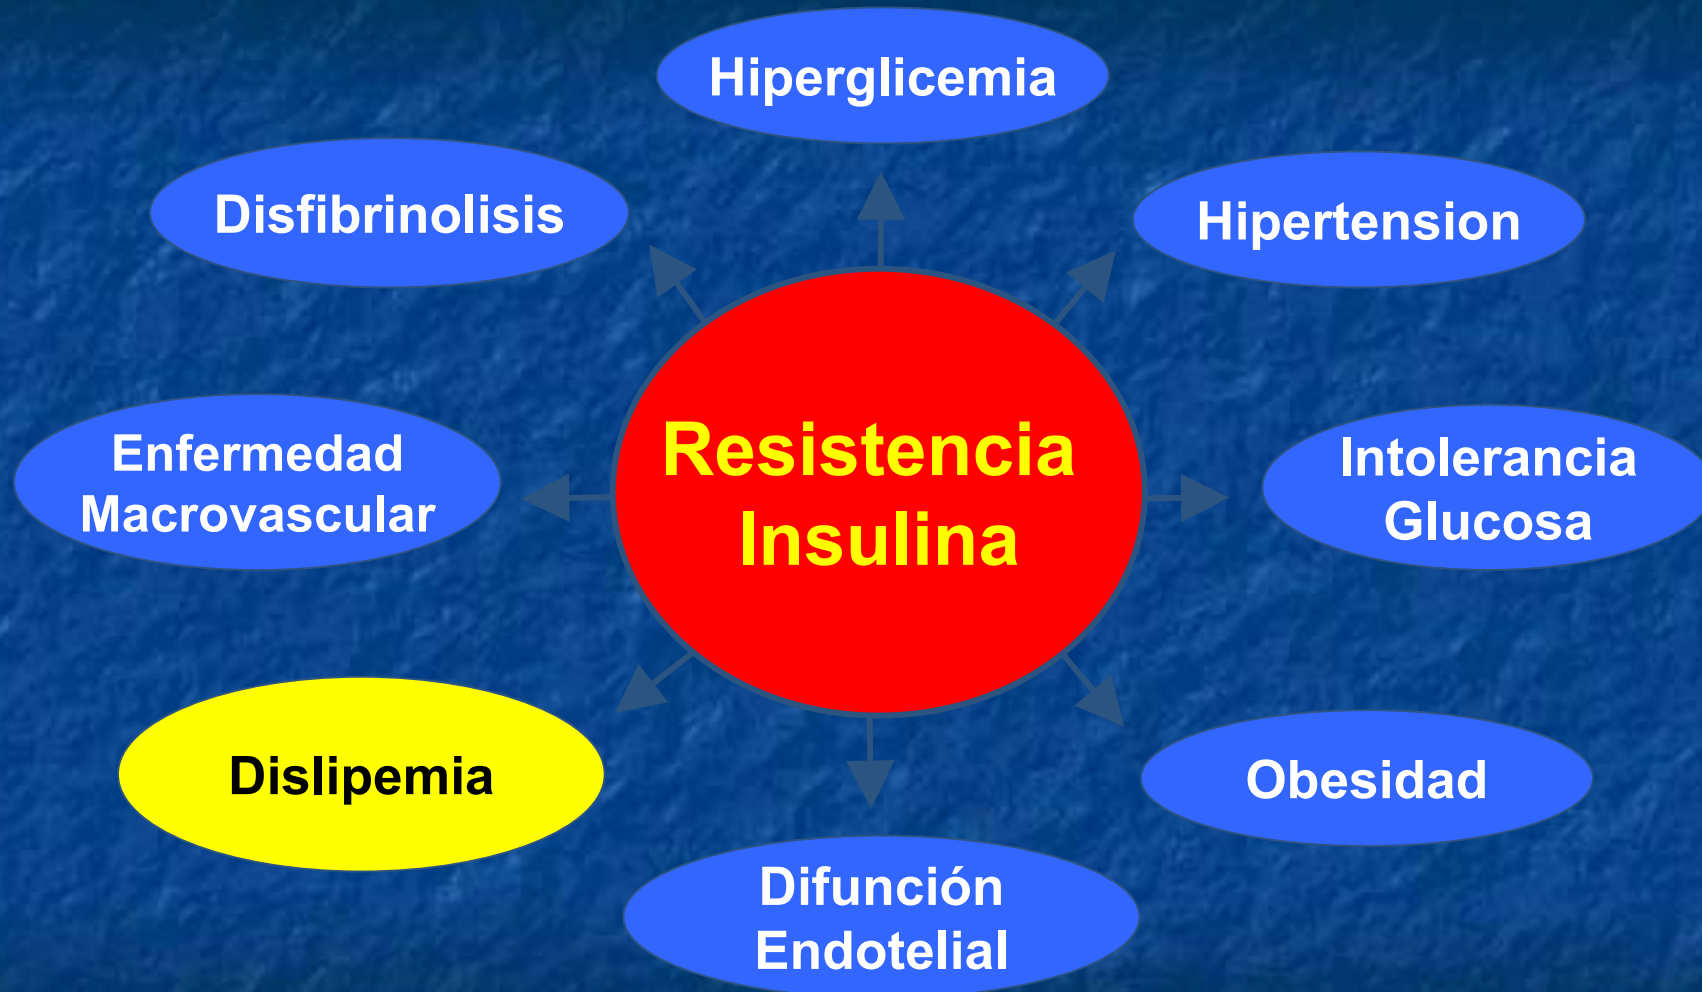 Hiperglicemia
Disfibrinolisis
Hipertension
Enfermedad
Macrovascular
Resistencia
Insulina
Intolerancia
Glucosa
Dislipemia
Obesidad
Difunción
Endotelial